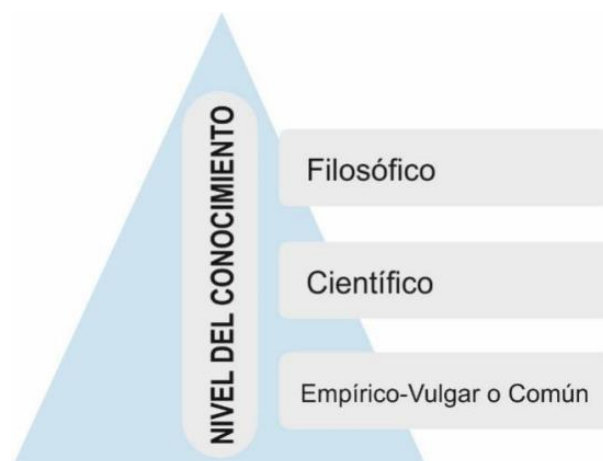 NIVEL DEL CONOCIMIENTO
Filosófico
Científico
Empírico-Vulgar o Común